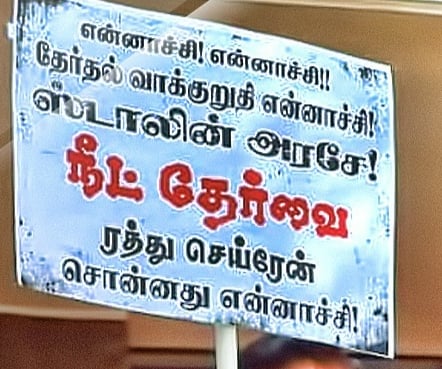 என்னாச்சி! என்னாச்சி!!
தேர்தல் வாக்குறுதி என்னாச்சி!
ஸ்டாலின் அரசே!
நீட் தேர்வை
ரத்து செய்ரேன்
சொன்னது என்னாச்சி!